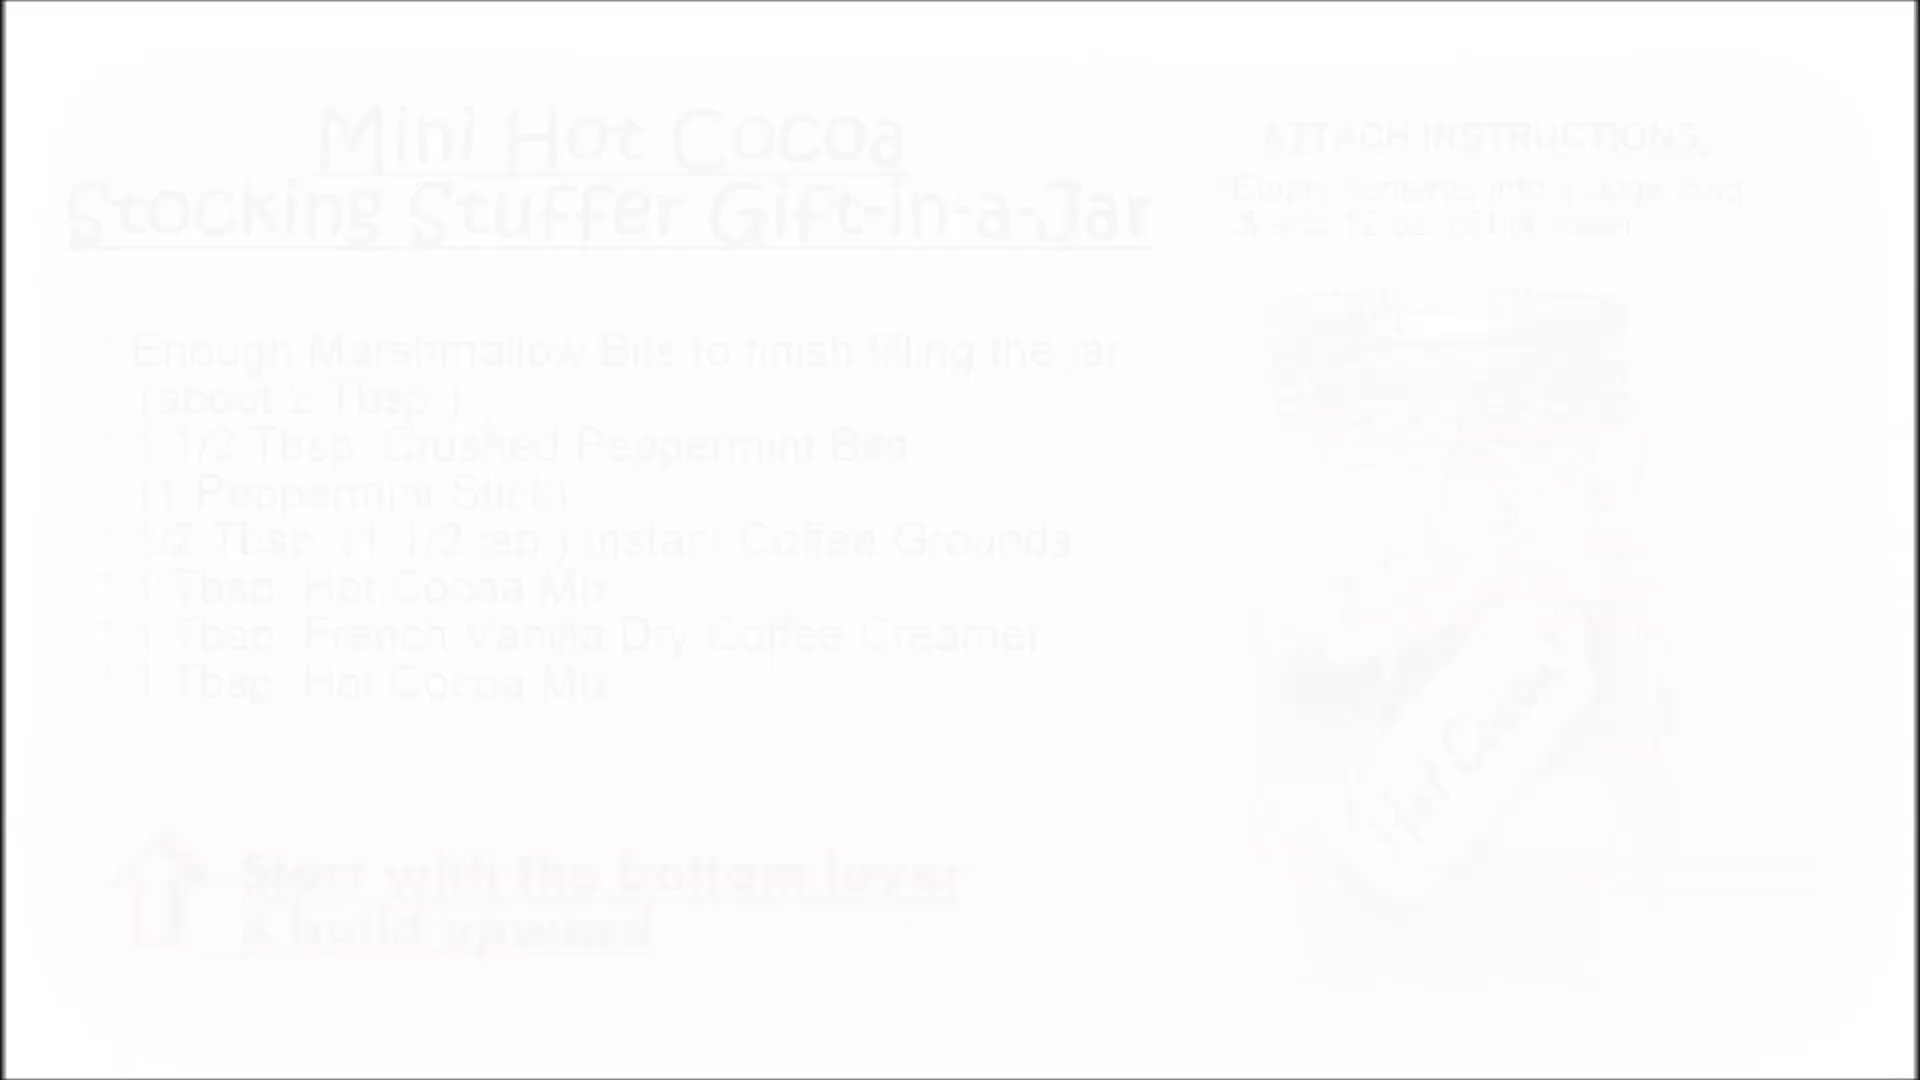 Mini Hot Cocoa
Stocking Stuffer Gift-in-a-Jar
ATTACH INSTRUCTIONS:
Empty contents into a large mug
& add 12 oz. of hot water
* Enough Marshmallow Bits to finish filling the jar
(about 2 Tbsp.)
* 1 1/2 Tbsp. Crushed Peppermint Bits
(1 Peppermint Stick)
* 1/2 Tbsp. (1 1/2 tsp.) Instant Coffee Grounds
* 1 Tbsp. Hot Cocoa Mix
* 1 Tbsp. French Vanilla Dry Coffee Creamer
* 1 Tbsp. Hot Cocoa Mix
Hot Cocoa
Start with the bottom layer
& build upward